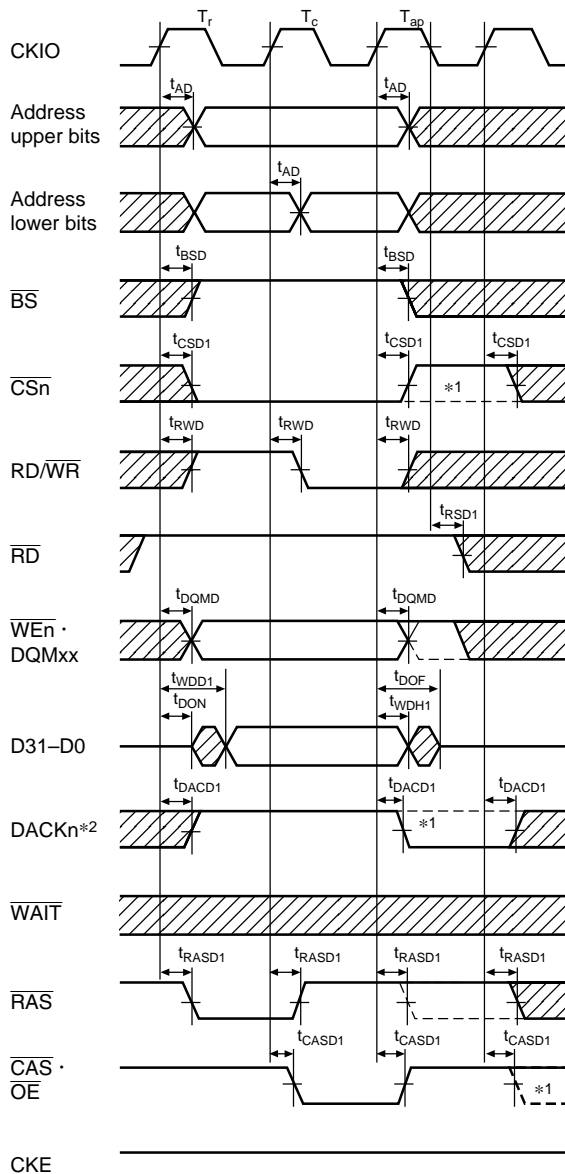 Tr Tc Tap
CKIO
tAD tAD
Address
upper bits
tAD
Address
lower bits
tBSD tBSD
BS
tCSD1 tCSD1 tCSD1
CSn
*1
tRWD tRWD tRWD
RD/WR
tRSD1
RD
tDQMD tDQMD
WEn ·
DQMxx
tWDD1 tDOF
tDON tWDH1
D31–D0
tDACD1 tDACD1 tDACD1
DACKn*2
*1
WAIT
tRASD1 tRASD1 tRASD1 tRASD1
RAS
tCASD1 tCASD1 tCASD1
CAS ·
OE
*1
CKE